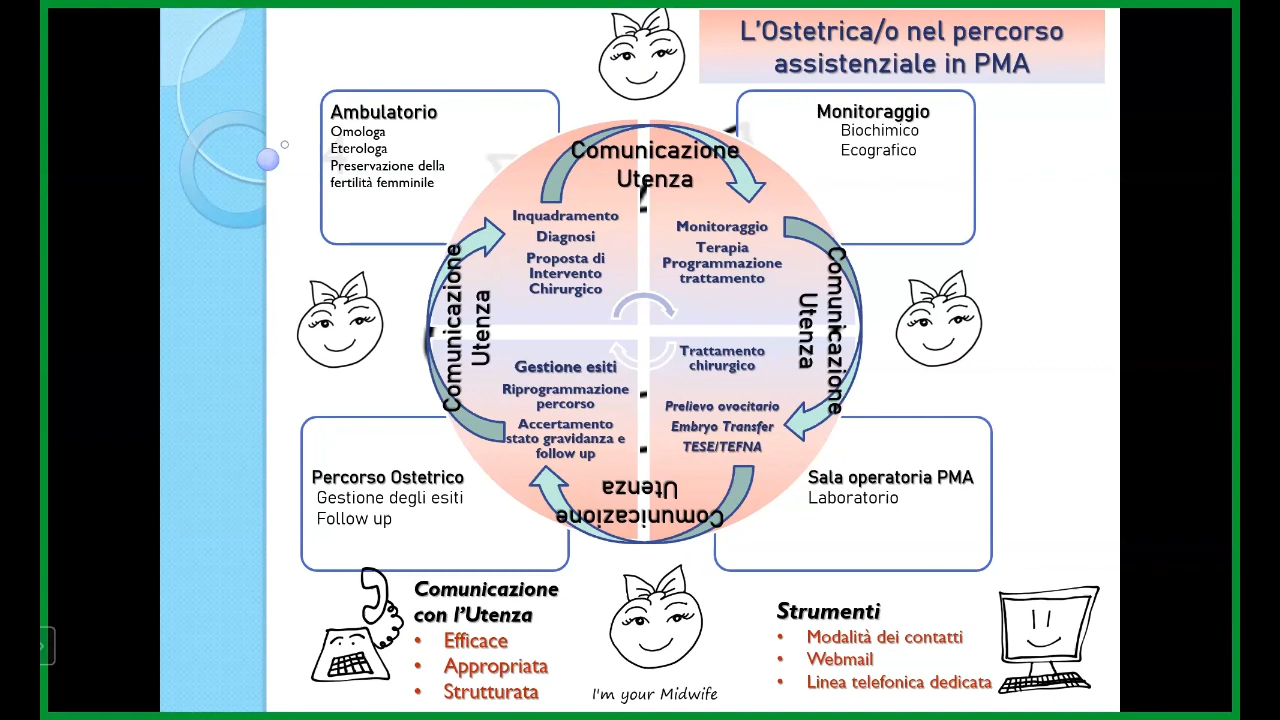 L'Ostetrica/o nel percorso
assistenziale in PMA
Ambulatorio
Omologa
Eterologa
Preservazione della
fertilità femminile
Monitoraggio
Biochimico
Ecografico
Comunicazione
Utenza
Inquadramento
Diagnosi
Proposta di
Intervento
Chirurgico
Monitoraggio
Terapia
Programmazione
trattamento
Comunicazione
Utenza
Comunicazione
Utenza
Gestione esiti
Riprogrammazione
percorso
Accertamento
stato gravidanza e
follow up
Trattamento
chirurgico
Prelievo ovocitario
Embryo Transfer
TESE/TEFNA
Comunicazione
Utenza
Percorso Ostetrico
Gestione degli esiti
Follow up
Sala operatoria PMA
Laboratorio
Comunicazione
con l'Utenza
• Efficace
• Appropriata
• Strutturata
I'm your Midwife
Strumenti
• Modalità dei contatti
• Webmail
• Linea telefonica dedicata